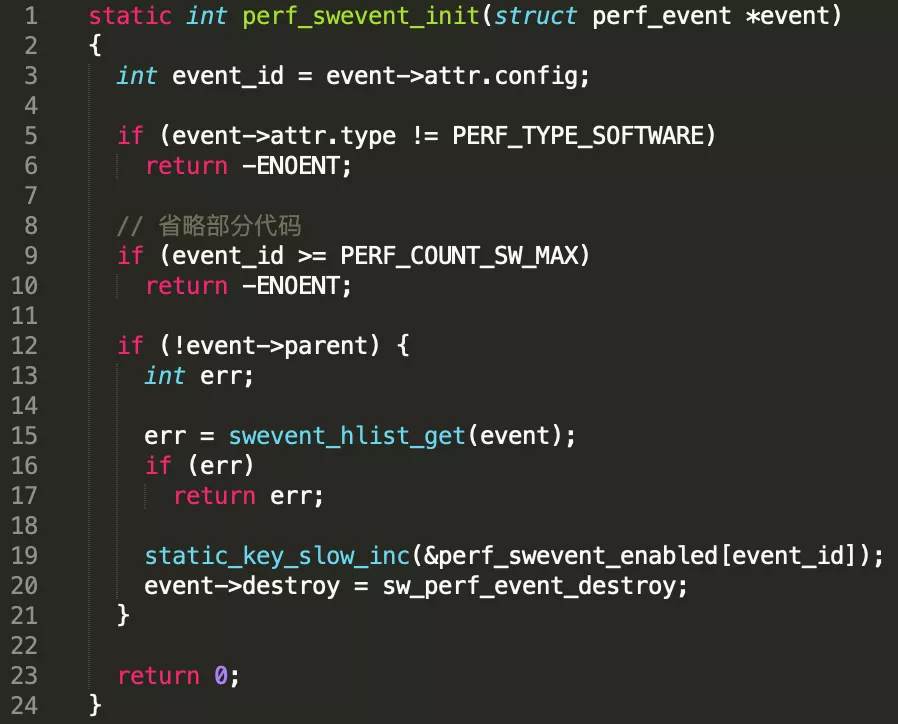 1 static int perf_swevent_init(struct perf_event *event)
2 {
3 int event_id = event->attr.config;
4
5 if (event->attr.type != PERF_TYPE_SOFTWARE)
6 return -ENOENT;
7
8 // 省略部分代码
9 if (event_id >= PERF_COUNT_SW_MAX)
10 return -ENOENT;
11
12 if (!event->parent) {
13 int err;
14
15 err = swevent_hlist_get(event);
16 if (err)
17 return err;
18
19 static_key_slow_inc(&perf_swevent_enabled[event_id]);
20 event->destroy = sw_perf_event_destroy;
21 }
22
23 return 0;
24 }